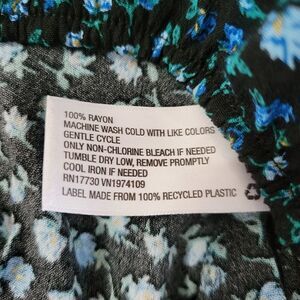 100% RAYON
MACHINE WASH COLD WITH LIKE COLORS
GENTLE CYCLE
ONLY NON-CHLORINE BLEACH IF NEEDED
TUMBLE DRY LOW, REMOVE PROMPTLY
COOL IRON IF NEEDED
RN17730 VN1974109
LABEL MADE FROM 100% RECYCLED PLASTIC